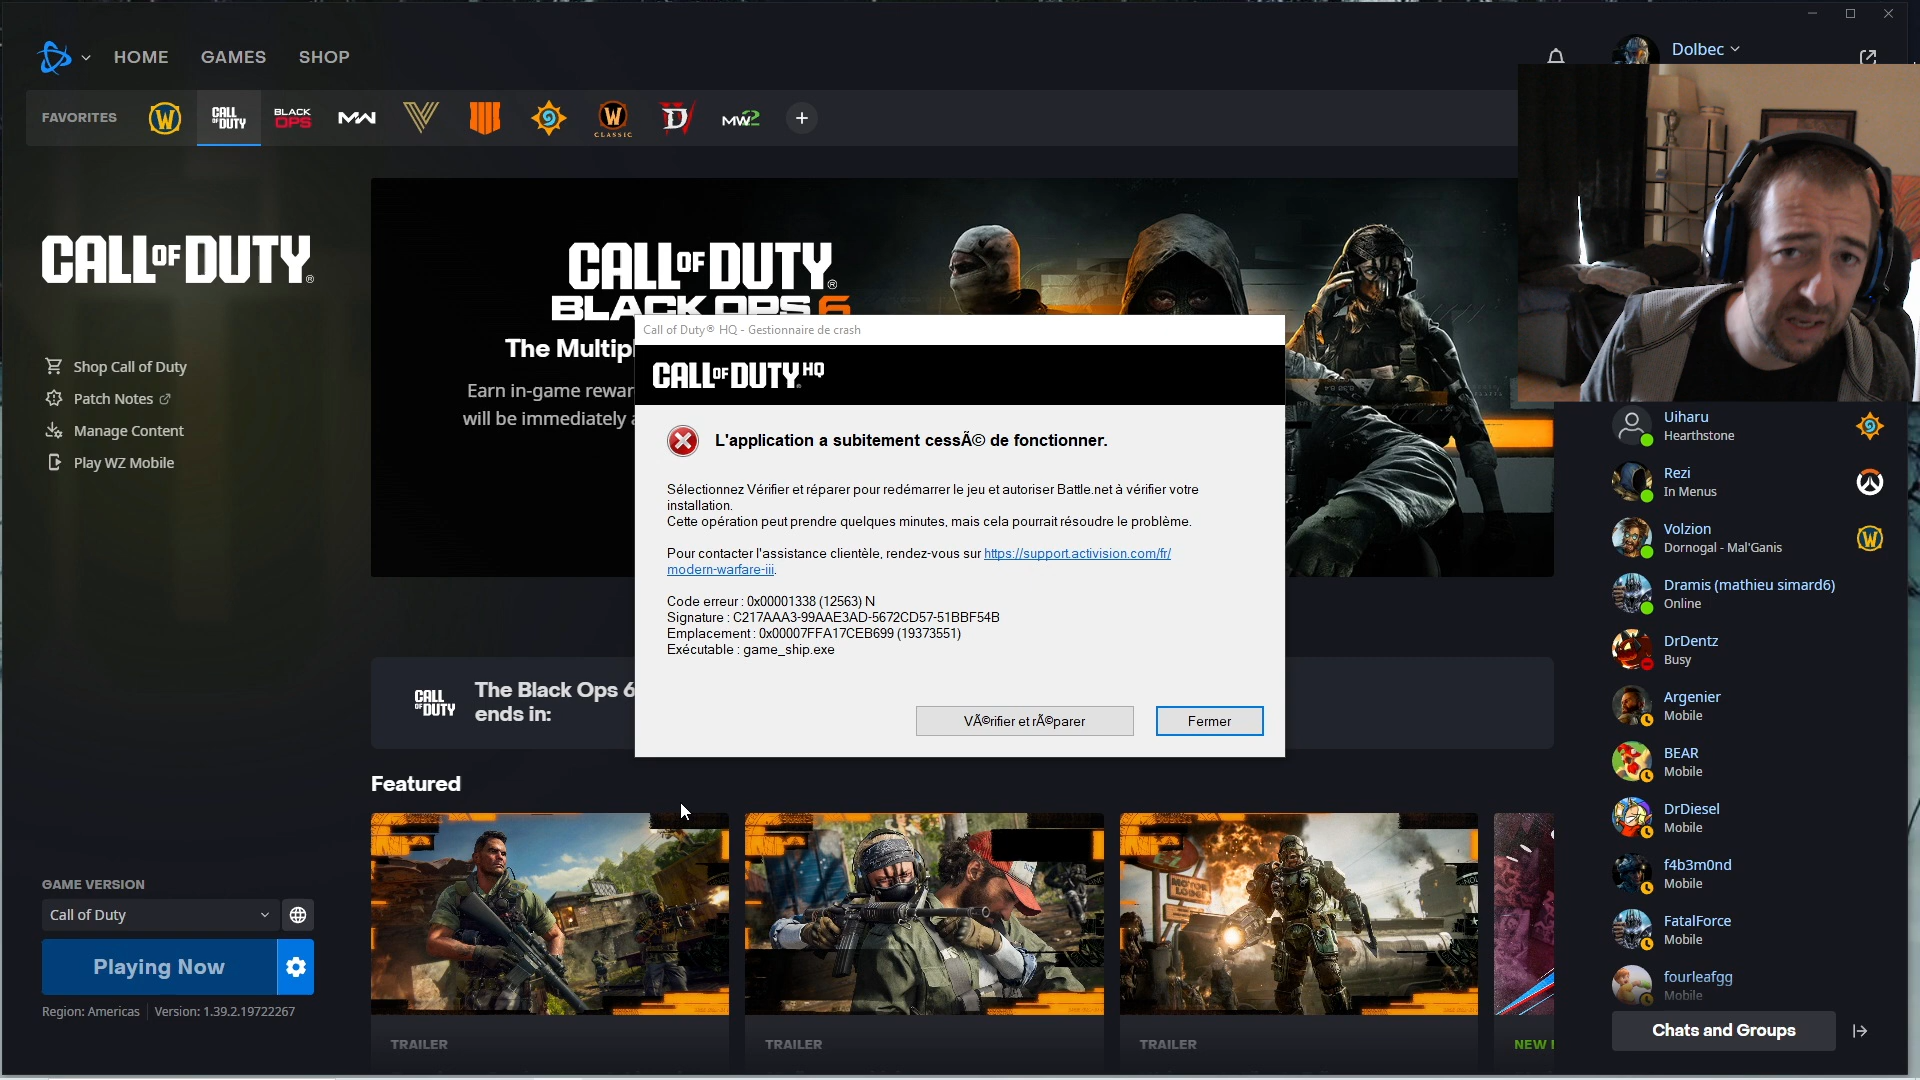 HOME
GAMES
SHOP
Dolbec
FAVORITES
W
CALL OF DUTY
BLACK OPS
MW
V
W CLASSIC
D
MW2
+
CALL OF DUTY®
Shop Call of Duty
Patch Notes
Manage Content
Play WZ Mobile
CALL OF DUTY®
BLACK OPS 6
The Multipl
Earn in-game rewar
will be immediately a
Call of Duty® HQ - Gestionnaire de crash
CALL OF DUTY® HQ
L'application a subitement cessÃ© de fonctionner.
Sélectionnez Vérifier et réparer pour redémarrer le jeu et autoriser Battle.net à vérifier votre
installation.
Cette opération peut prendre quelques minutes, mais cela pourrait résoudre le problème.
Pour contacter l'assistance clientèle, rendez-vous sur https://support.activision.com/fr/
modern-warfare-iii.
Code erreur : 0x00001338 (12563) N
Signature : C217AAA3-99AAE3AD-5672CD57-51BBF54B
Emplacement : 0x00007FFA17CEB699 (19373551)
Exécutable : game_ship.exe
VÃ©rifier et rÃ©parer
Fermer
CALL OF DUTY
The Black Ops 6
ends in:
Featured
MOTOR LODGE
TRAILER
TRAILER
TRAILER
NEW
GAME VERSION
Call of Duty
Playing Now
Region: Americas
Version: 1.39.2.19722267
Uiharu
Hearthstone
Rezi
In Menus
Volzion
Dornogal - Mal'Ganis
W
Dramis (mathieu simard6)
Online
DrDentz
Busy
Argenier
Mobile
BEAR
Mobile
DrDiesel
Mobile
f4b3m0nd
Mobile
FatalForce
Mobile
fourleafgg
Mobile
Chats and Groups